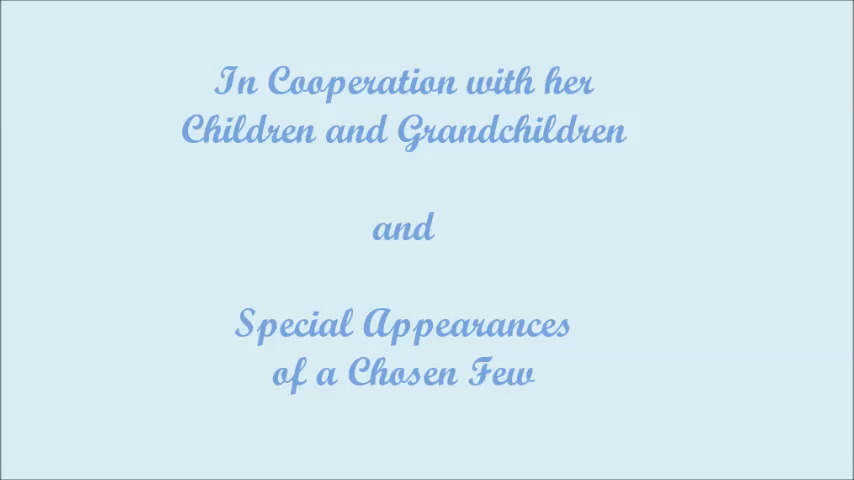 In Cooperation with her
Children and Grandchildren
and
Special Appearances
of a Chosen Few